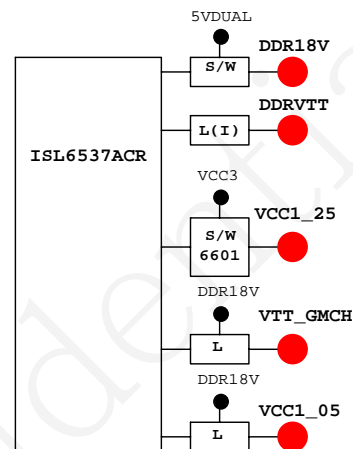 5VDUAL
DDR18V
S/W
DDRVTT
L(I)
ISL6537ACR
VCC3
VCC1_25
S/W
6601
DDR18V
VTT_GMCH
L
DDR18V
VCC1_05
L